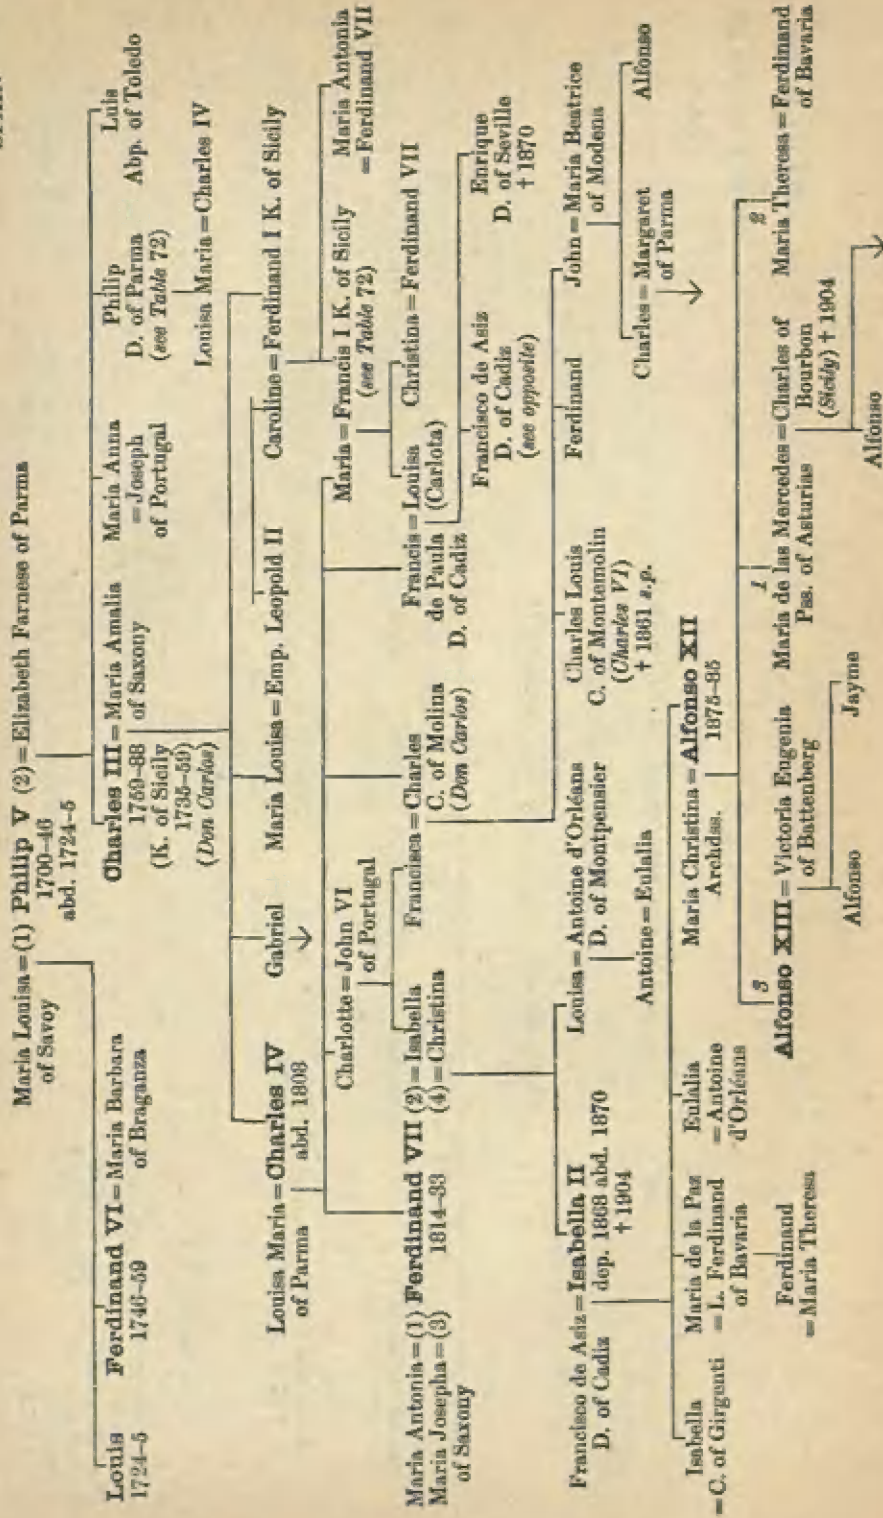 Maria Louisa=(1) Philip V (2)=Elizabeth Farnese of Parma
of Savoy
1700-46
abd. 1724-5
Louis
1724-5
Ferdinand VI=Maria Barbara
1746-59
of Braganza
Charles III=Maria Amalia
1759-88
of Saxony
(K. of Sicily
1735-59)
(Don Carlos)
Maria Anna
=Joseph
of Portugal
Philip
D. of Parma
(see Table 72)
Luis
Abp. of Toledo
Louisa Maria=Charles IV
Louisa Maria=Charles IV
of Parma
abd. 1808
Gabriel
Maria Louisa=Emp. Leopold II
Caroline=Ferdinand I K. of Sicily
Charlotte=John VI
of Portugal
Maria=Francis I K. of Sicily
(see Table 72)
Maria Antonia
=Ferdinand VII
Maria Antonia=(1) Ferdinand VII (2)=Isabella
Maria Josepha=(3)
1814-33
(4)=Christina
of Saxony
Francisca=Charles
C. of Molina
(Don Carlos)
Francis=Louisa
de Paula
(Carlota)
D. of Cadiz
Christina=Ferdinand VII
Francisco de Asiz
D. of Cadiz
(see opposite)
Enrique
D. of Seville
† 1870
Francisco de Asiz=Isabella II
D. of Cadiz
dep. 1868 abd. 1870
† 1904
Louisa=Antoine d'Orléans
D. of Montpensier
Antoine=Eulalia
Charles Louis
C. of Montemolin
(Charles VI)
† 1861 s.p.
Ferdinand
John=Maria Beatrice
of Modena
Charles=Margaret
of Parma
Alfonso
Isabella
=C. of Girgenti
Maria de la Paz
=L. Ferdinand
of Bavaria
Eulalia
=Antoine
d'Orléans
Maria Christina=Alfonso XII
Archdss.
1875-85
Ferdinand
=Maria Theresa
3
1
2
Alfonso XIII=Victoria Eugenia
of Battenberg
Maria de las Mercedes=Charles of
Pss. of Asturias
Bourbon
(Sicily) † 1904
Maria Theresa=Ferdinand
of Bavaria
Alfonso
Jayme
Alfonso